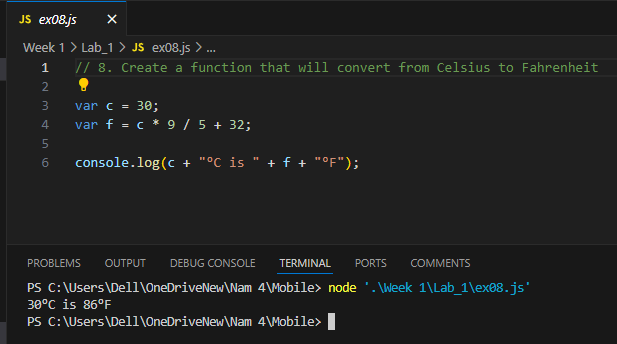 JS ex08.js ×
Week 1 > Lab_1 > JS ex08.js > ...
1 // 8. Create a function that will convert from Celsius to Fahrenheit
2
3 var c = 30;
4 var f = c * 9 / 5 + 32;
5
6 console.log(c + "°C is " + f + "°F");
PROBLEMS OUTPUT DEBUG CONSOLE TERMINAL PORTS COMMENTS
PS C:\Users\Dell\OneDriveNew\Nam 4\Mobile> node '.\Week 1\Lab_1\ex08.js'
30°C is 86°F
PS C:\Users\Dell\OneDriveNew\Nam 4\Mobile>